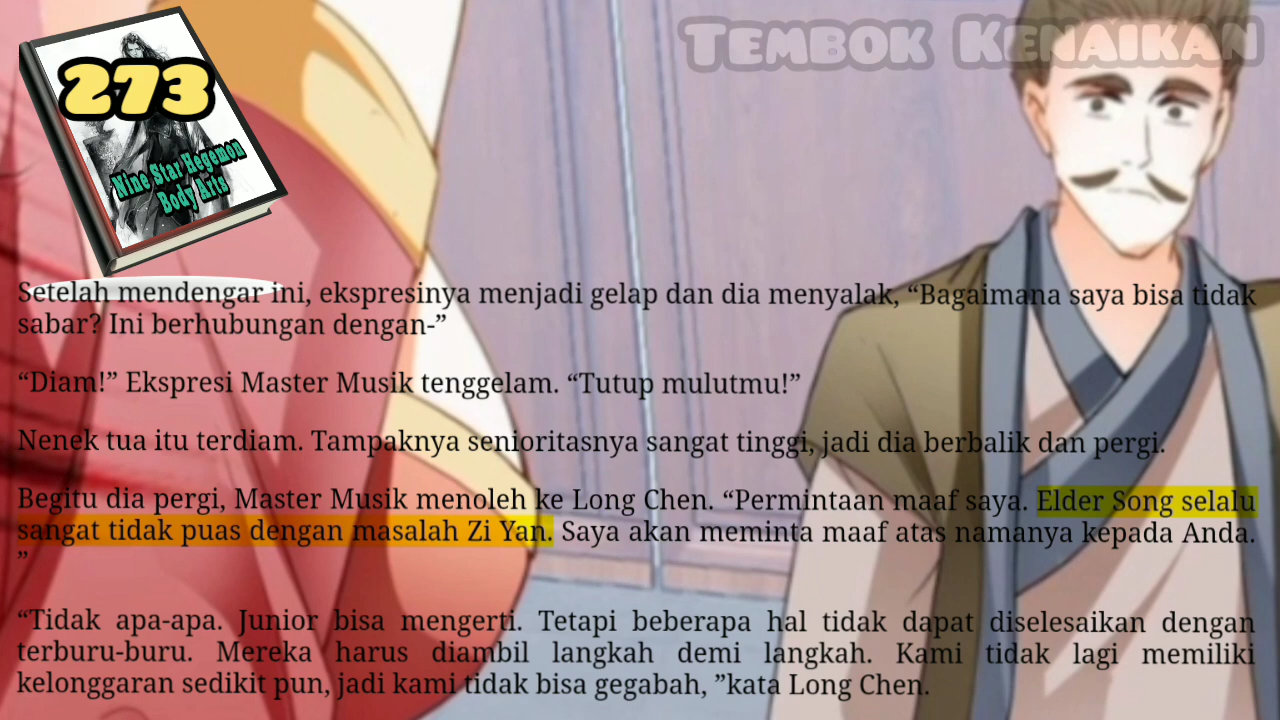 TEMBOK KENAIKAN
273
Nine Star Hegemon
Body Arts
Setelah mendengar ini, ekspresinya menjadi gelap dan dia menyalak, “Bagaimana saya bisa tidak
sabar? Ini berhubungan dengan-”
“Diam!” Ekspresi Master Musik tenggelam. “Tutup mulutmu!”
Nenek tua itu terdiam. Tampaknya senioritasnya sangat tinggi, jadi dia berbalik dan pergi.
Begitu dia pergi, Master Musik menoleh ke Long Chen. “Permintaan maaf saya. Elder Song selalu
sangat tidak puas dengan masalah Zi Yan. Saya akan meminta maaf atas namanya kepada Anda.
”
“Tidak apa-apa. Junior bisa mengerti. Tetapi beberapa hal tidak dapat diselesaikan dengan
terburu-buru. Mereka harus diambil langkah demi langkah. Kami tidak lagi memiliki
kelonggaran sedikit pun, jadi kami tidak bisa gegabah, ”kata Long Chen.